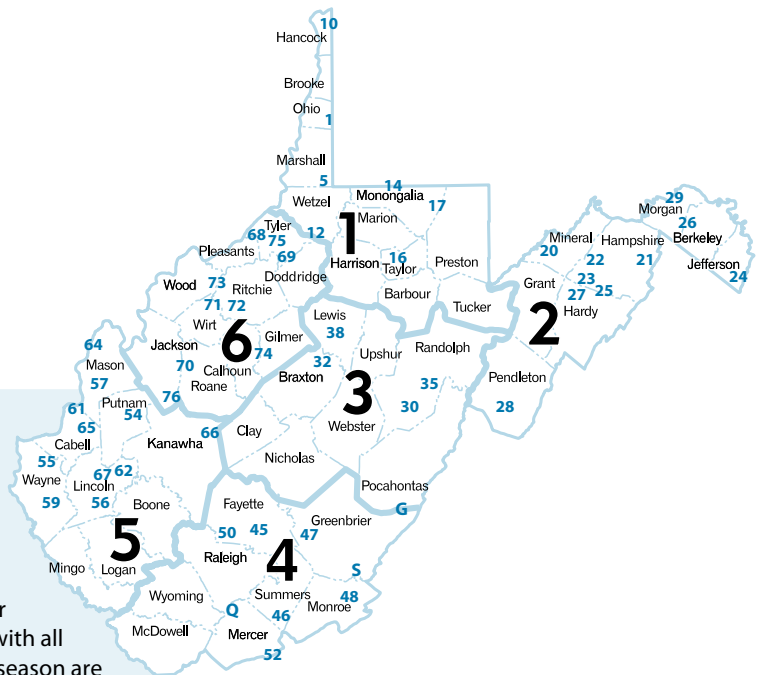 10
Hancock
Brooke
Ohio
1
Marshall
5
14
Monongalia
17
Wetzel
Marion
1
12
Tyler
68
75
69
Pleasants
Doddridge
16
Harrison
Taylor
Preston
Barbour
Tucker
29
Morgan
26
Berkeley
Jefferson
24
Mineral
20
Hampshire
22
21
Grant
23
27
25
Hardy
2
Pendleton
28
Wood
73
Ritchie
71
72
Wirt
6
Gilmer
74
Jackson
70
Calhoun
Roane
76
Lewis
38
Upshur
Randolph
32
Braxton
3
35
30
Webster
Clay
Nicholas
Pocahontas
G
64
Mason
57
61
Putnam
54
65
Cabell
Kanawha
66
55
Wayne
67
62
Lincoln
59
56
Boone
5
Mingo
Logan
Fayette
50
45
47
Greenbrier
Raleigh
4
S
Wyoming
Summers
48
Q
46
Monroe
McDowell
Mercer
52
r
with all
season are